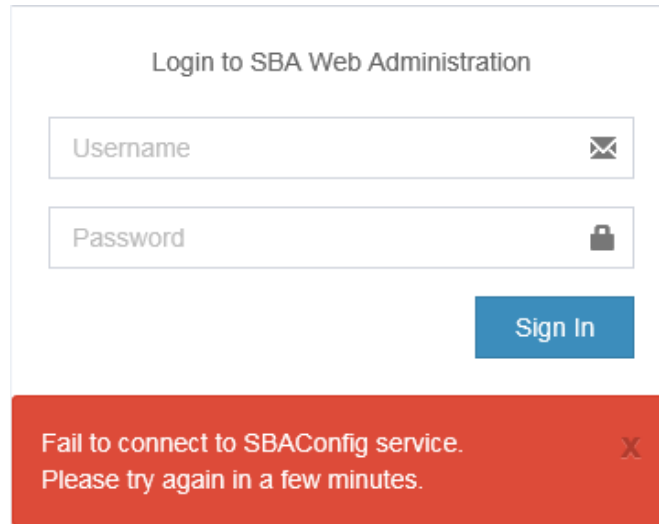 Login to SBA Web Administration
Username
Password
Sign In
Fail to connect to SBAConfig service.
x
Please try again in a few minutes.